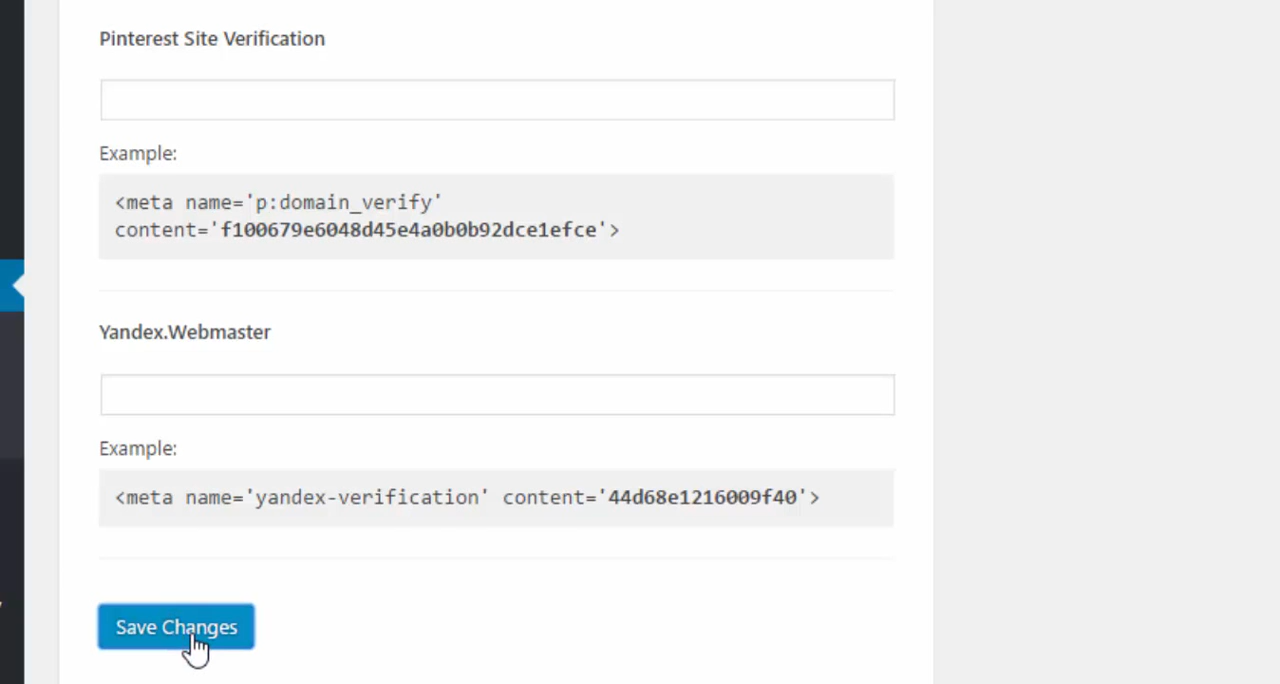 Pinterest Site Verification
Example:
<meta name='p:domain_verify'
content='f100679e6048d45e4a0b0b92dce1efce'>
Yandex.Webmaster
Example:
<meta name='yandex-verification' content='44d68e1216009f40'>
Save Changes